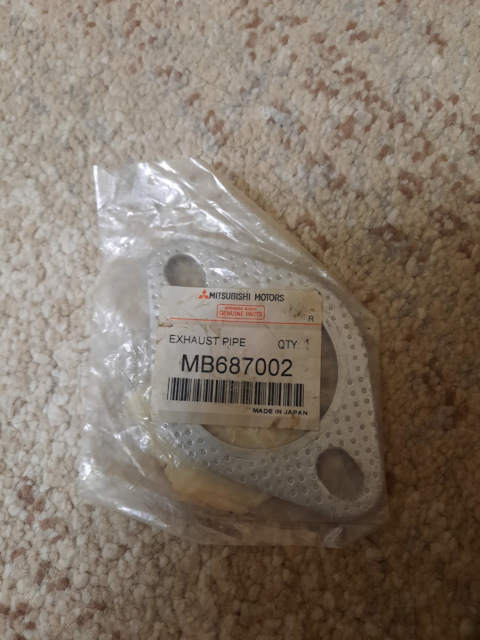 MITSUBISHI MOTORS
GENUINE PARTS
R
EXHAUST PIPE QTY: 1
MB687002
MADE IN JAPAN